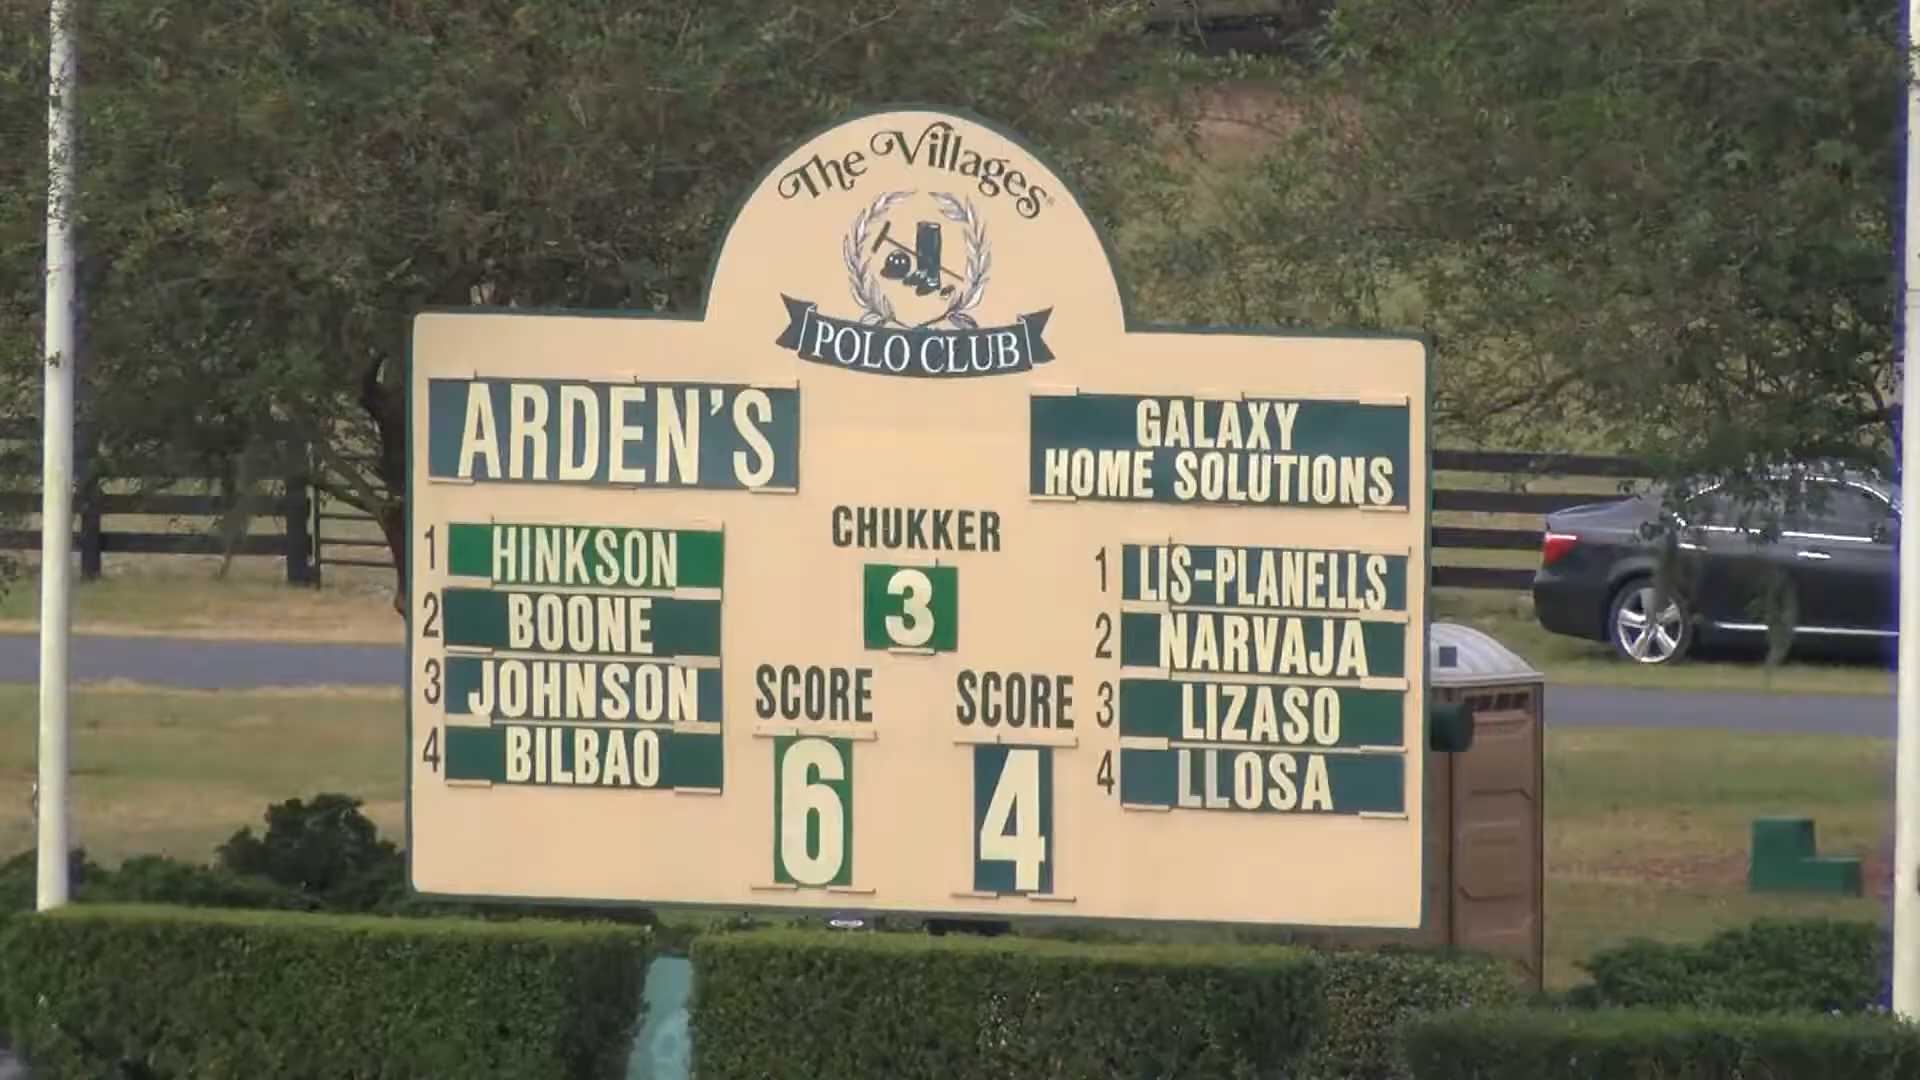 The Villages
POLO CLUB
ARDEN'S
GALAXY
HOME SOLUTIONS
CHUKKER
3
1 HINKSON
2 BOONE
3 JOHNSON
4 BILBAO
SCORE
6
SCORE
4
1 LIS-PLANELLS
2 NARVAJA
3 LIZASO
4 LLOSA